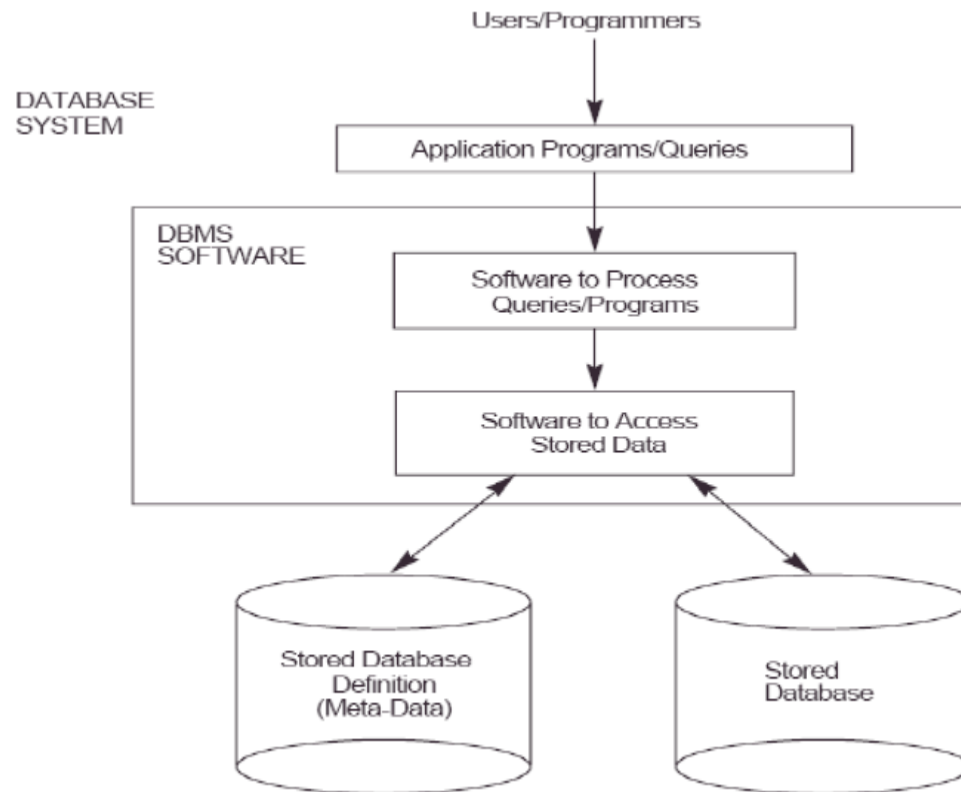 Users/Programmers
DATABASE
SYSTEM
Application Programs/Queries
DBMS
SOFTWARE
Software to Process
Queries/Programs
Software to Access
Stored Data
Stored Database
Definition
(Meta-Data)
Stored
Database